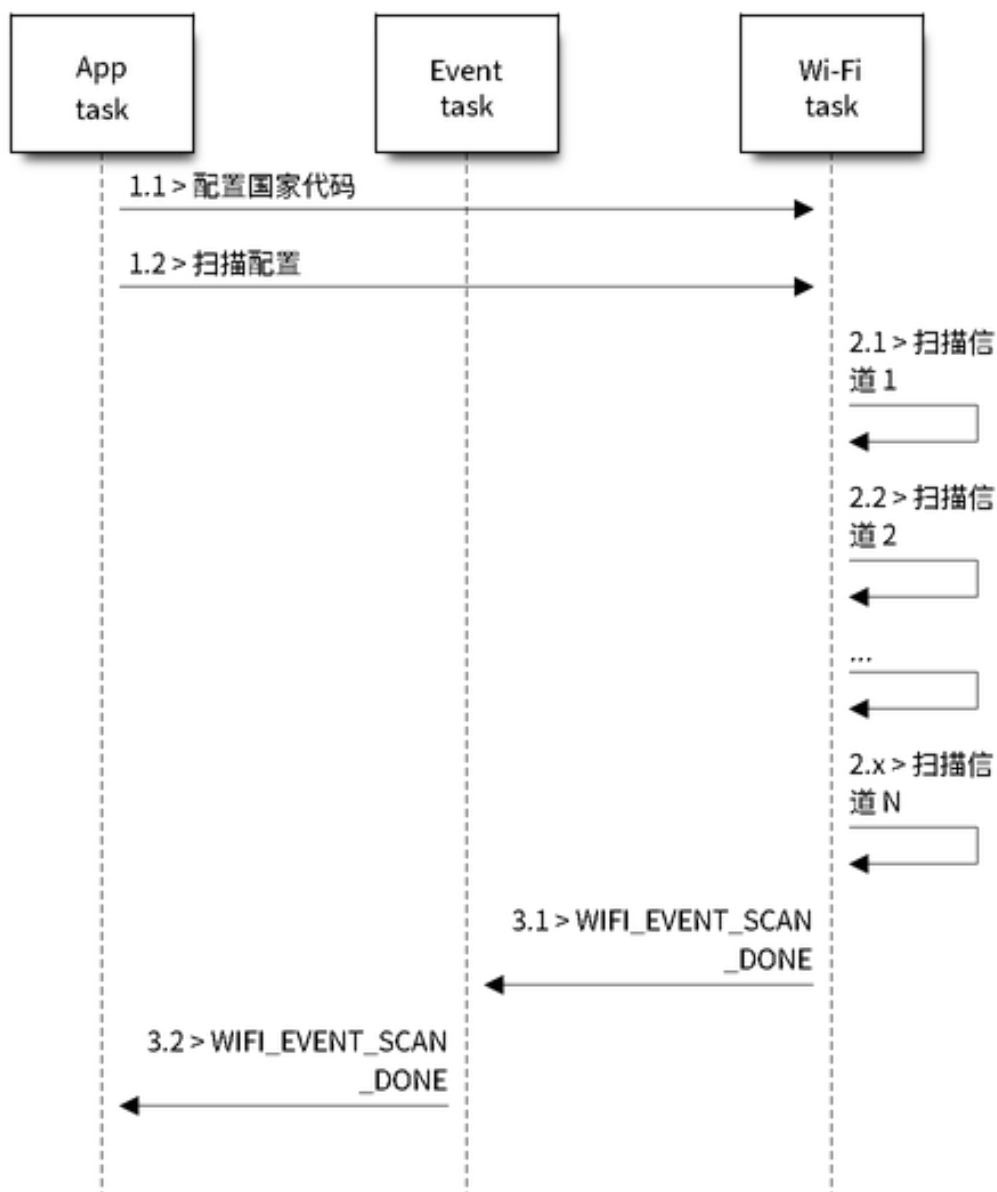 App
task
Event
task
Wi-Fi
task
1.1 > 配置国家代码
1.2 > 扫描配置
2.1 > 扫描信
道 1
2.2 > 扫描信
道 2
...
2.x > 扫描信
道 N
3.1 > WIFI_EVENT_SCAN
_DONE
3.2 > WIFI_EVENT_SCAN
_DONE